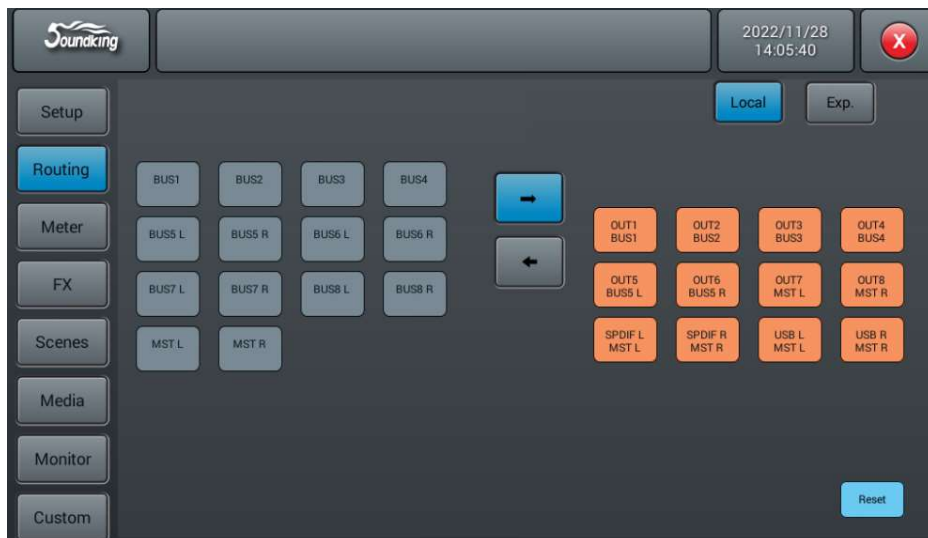 Soundking
2022/11/28
14:05:40
X
Local
Exp.
Setup
Routing
Meter
FX
Scenes
Media
Monitor
Custom
BUS1
BUS2
BUS3
BUS4
BUS5 L
BUS5 R
BUS6 L
BUS6 R
BUS7 L
BUS7 R
BUS8 L
BUS8 R
MST L
MST R
OUT1
BUS1
OUT2
BUS2
OUT3
BUS3
OUT4
BUS4
OUT5
BUS5 L
OUT6
BUS5 R
OUT7
MST L
OUT8
MST R
SPDIF L
MST L
SPDIF R
MST R
USB L
MST L
USB R
MST R
Reset